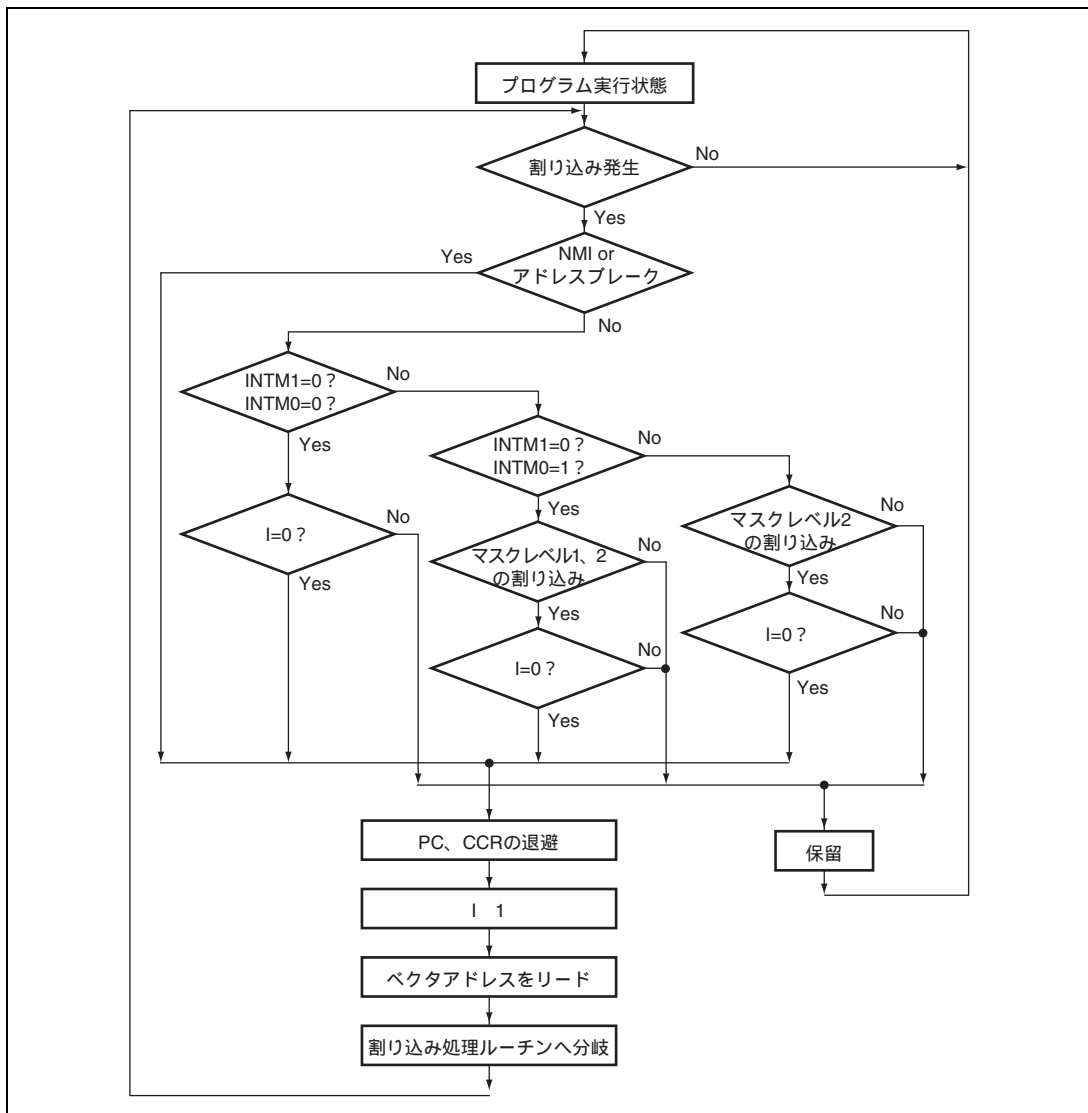 プログラム実行状態
割り込み発生
No
Yes
NMI or
アドレスブレーク
Yes
No
INTM1=0？
INTM0=0？
No
Yes
INTM1=0？
INTM0=1？
No
Yes
I=0？
No
Yes
マスクレベル1、2
の割り込み
No
Yes
マスクレベル2
の割り込み
No
Yes
I=0？
No
Yes
I=0？
No
Yes
PC、CCRの退避
保留
I 1
ベクタアドレスをリード
割り込み処理ルーチンへ分岐